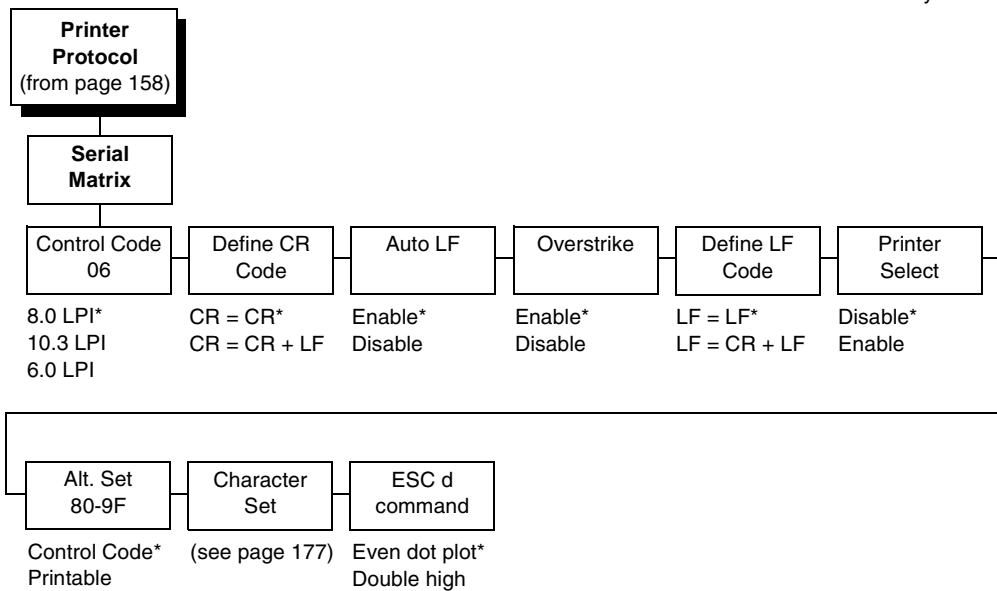 Printer
Protocol
(from page 158)
Serial
Matrix
Control Code
06
Define CR
Code
Auto LF
Overstrike
Define LF
Code
Printer
Select
8.0 LPI*
10.3 LPI
6.0 LPI
CR = CR*
CR = CR + LF
Enable*
Disable
Enable*
Disable
LF = LF*
LF = CR + LF
Disable*
Enable
Alt. Set
80-9F
Character
Set
ESC d
command
Control Code*
Printable
(see page 177)
Even dot plot*
Double high